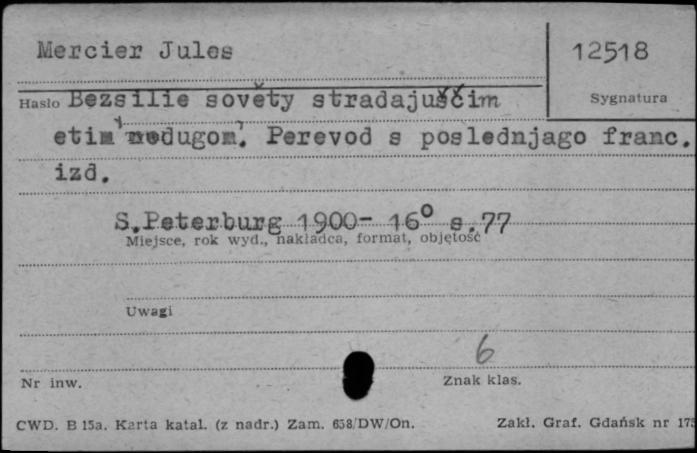 Mercier Jules
12518
Hasło Bezsilie sověty stradajuščim
Sygnatura
etim nedugom. Perevod s poslednjago franc.
izd.
S.Peterburg 1900- 16° s.77
Miejsce, rok wyd., nakładca, format, objętość
Uwagi
6
Nr inw.
Znak klas.
CWD. B 15a. Karta katal. (z nadr.) Zam. 658/DW/On.
Zakł. Graf. Gdańsk nr 175